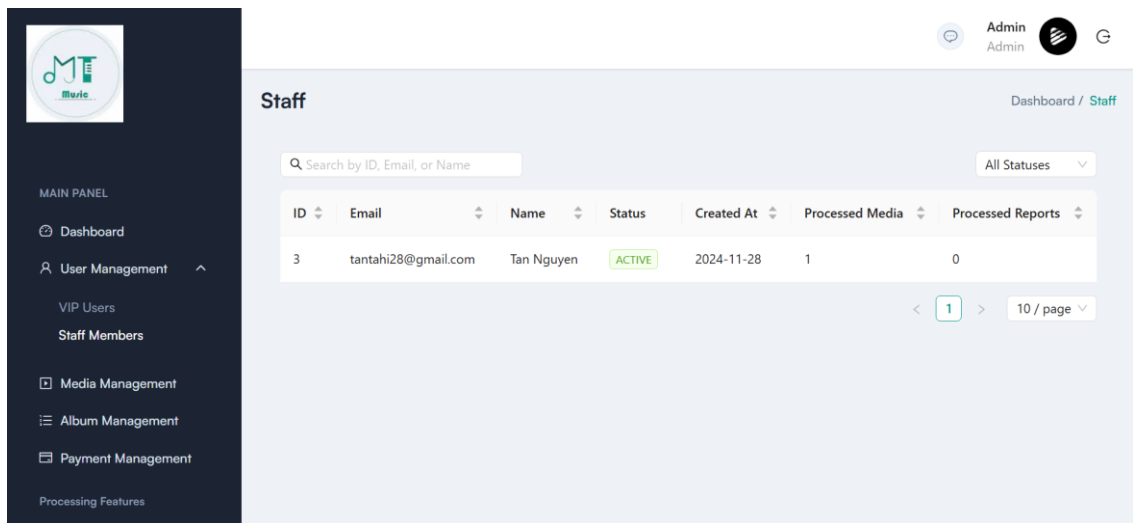 MT
Music
MAIN PANEL
Dashboard
User Management
VIP Users
Staff Members
Media Management
Album Management
Payment Management
Processing Features
Admin
Admin
Staff
Dashboard / Staff
Search by ID, Email, or Name
All Statuses
ID Email Name Status Created At Processed Media Processed Reports
3 tantahi28@gmail.com Tan Nguyen ACTIVE 2024-11-28 1 0
< 1 > 10 / page